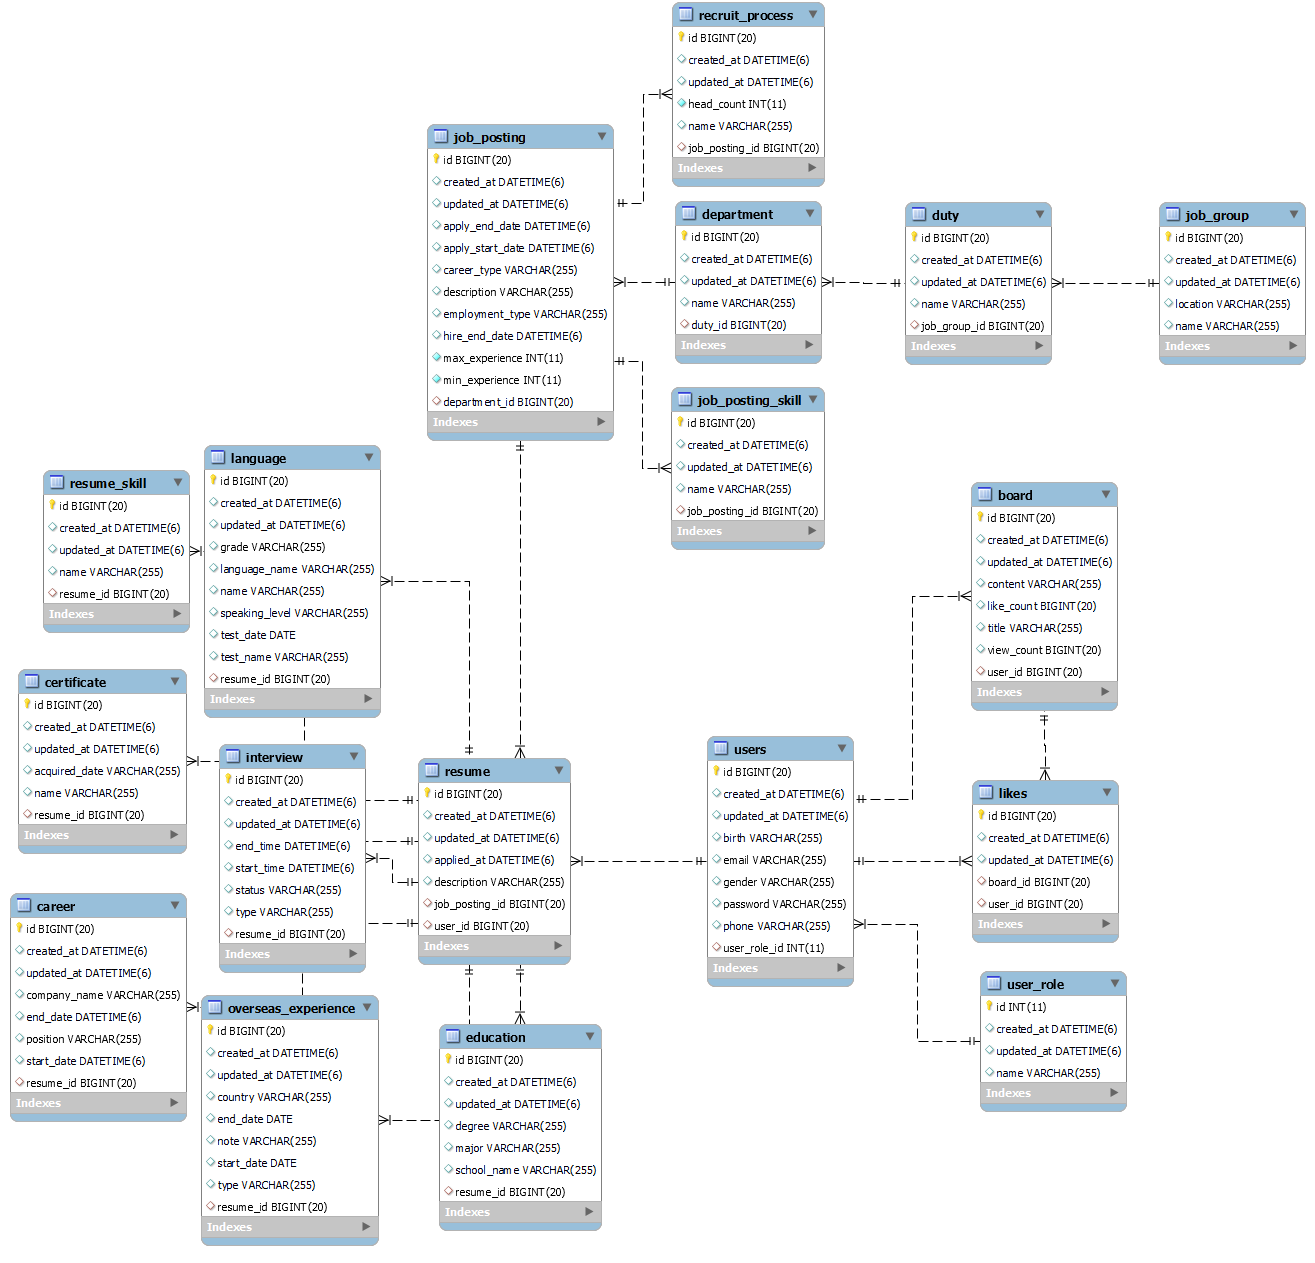 recruit_process
id BIGINT(20)
created_at DATETIME(6)
updated_at DATETIME(6)
head_count INT(11)
name VARCHAR(255)
job_posting_id BIGINT(20)
Indexes
job_posting
id BIGINT(20)
created_at DATETIME(6)
updated_at DATETIME(6)
apply_end_date DATETIME(6)
apply_start_date DATETIME(6)
career_type VARCHAR(255)
description VARCHAR(255)
employment_type VARCHAR(255)
hire_end_date DATETIME(6)
max_experience INT(11)
min_experience INT(11)
department_id BIGINT(20)
Indexes
department
id BIGINT(20)
created_at DATETIME(6)
updated_at DATETIME(6)
name VARCHAR(255)
duty_id BIGINT(20)
Indexes
duty
id BIGINT(20)
created_at DATETIME(6)
updated_at DATETIME(6)
name VARCHAR(255)
job_group_id BIGINT(20)
Indexes
job_group
id BIGINT(20)
created_at DATETIME(6)
updated_at DATETIME(6)
location VARCHAR(255)
name VARCHAR(255)
Indexes
job_posting_skill
id BIGINT(20)
created_at DATETIME(6)
updated_at DATETIME(6)
name VARCHAR(255)
job_posting_id BIGINT(20)
Indexes
language
id BIGINT(20)
created_at DATETIME(6)
updated_at DATETIME(6)
grade VARCHAR(255)
language_name VARCHAR(255)
name VARCHAR(255)
speaking_level VARCHAR(255)
test_date DATE
test_name VARCHAR(255)
resume_id BIGINT(20)
Indexes
resume_skill
id BIGINT(20)
created_at DATETIME(6)
updated_at DATETIME(6)
name VARCHAR(255)
resume_id BIGINT(20)
Indexes
board
id BIGINT(20)
created_at DATETIME(6)
updated_at DATETIME(6)
content VARCHAR(255)
like_count BIGINT(20)
title VARCHAR(255)
view_count BIGINT(20)
user_id BIGINT(20)
Indexes
certificate
id BIGINT(20)
created_at DATETIME(6)
updated_at DATETIME(6)
acquired_date VARCHAR(255)
name VARCHAR(255)
resume_id BIGINT(20)
Indexes
interview
id BIGINT(20)
created_at DATETIME(6)
updated_at DATETIME(6)
end_time DATETIME(6)
start_time DATETIME(6)
status VARCHAR(255)
type VARCHAR(255)
resume_id BIGINT(20)
Indexes
resume
id BIGINT(20)
created_at DATETIME(6)
updated_at DATETIME(6)
applied_at DATETIME(6)
description VARCHAR(255)
job_posting_id BIGINT(20)
user_id BIGINT(20)
Indexes
users
id BIGINT(20)
created_at DATETIME(6)
updated_at DATETIME(6)
birth VARCHAR(255)
email VARCHAR(255)
gender VARCHAR(255)
password VARCHAR(255)
phone VARCHAR(255)
user_role_id INT(11)
Indexes
likes
id BIGINT(20)
created_at DATETIME(6)
updated_at DATETIME(6)
board_id BIGINT(20)
user_id BIGINT(20)
Indexes
career
id BIGINT(20)
created_at DATETIME(6)
updated_at DATETIME(6)
company_name VARCHAR(255)
end_date DATETIME(6)
position VARCHAR(255)
start_date DATETIME(6)
resume_id BIGINT(20)
Indexes
overseas_experience
id BIGINT(20)
created_at DATETIME(6)
updated_at DATETIME(6)
country VARCHAR(255)
end_date DATE
note VARCHAR(255)
start_date DATE
type VARCHAR(255)
resume_id BIGINT(20)
Indexes
education
id BIGINT(20)
created_at DATETIME(6)
updated_at DATETIME(6)
degree VARCHAR(255)
major VARCHAR(255)
school_name VARCHAR(255)
resume_id BIGINT(20)
Indexes
user_role
id INT(11)
created_at DATETIME(6)
updated_at DATETIME(6)
name VARCHAR(255)
Indexes